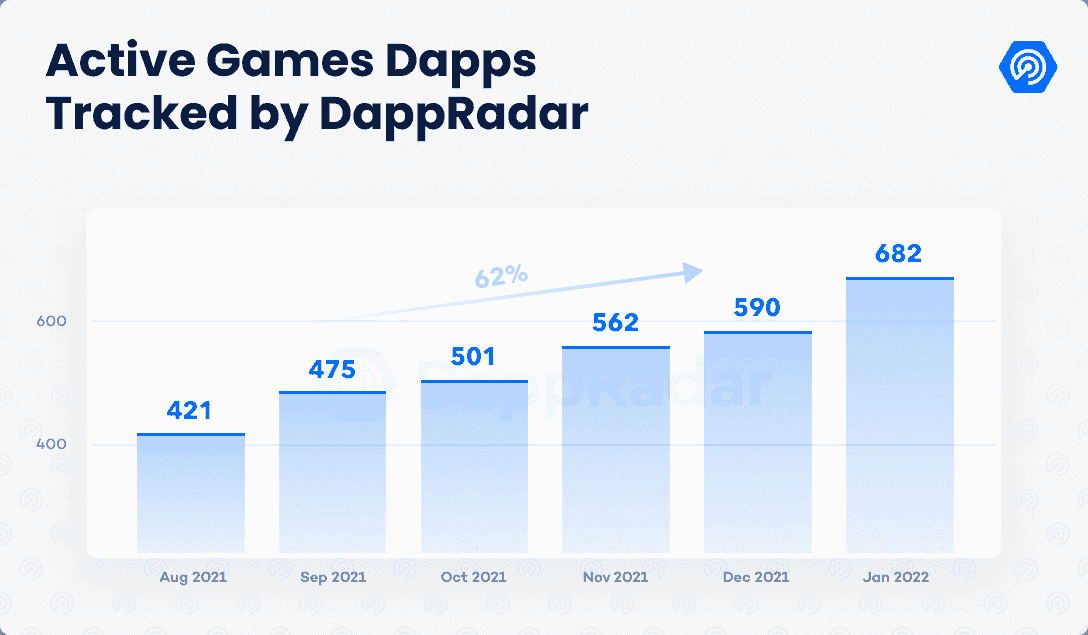 Active Games Dapps
Tracked by DappRadar
682
62%
590
600
562
501
475
DappRadar
421
400
Aug 2021 Sep 2021 Oct 2021 Nov 2021 Dec 2021 Jan 2022